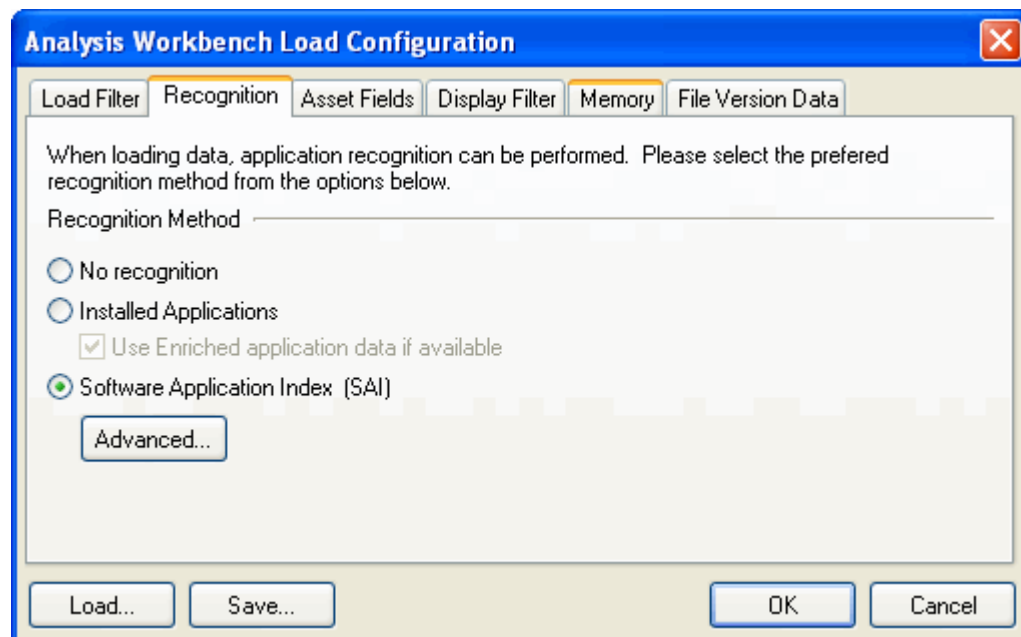 Analysis Workbench Load Configuration
Load Filter Recognition Asset Fields Display Filter Memory File Version Data
When loading data, application recognition can be performed. Please select the prefered
recognition method from the options below.
Recognition Method
No recognition
Installed Applications
Use Enriched application data if available
Software Application Index (SAI)
Advanced...
Load... Save... OK Cancel